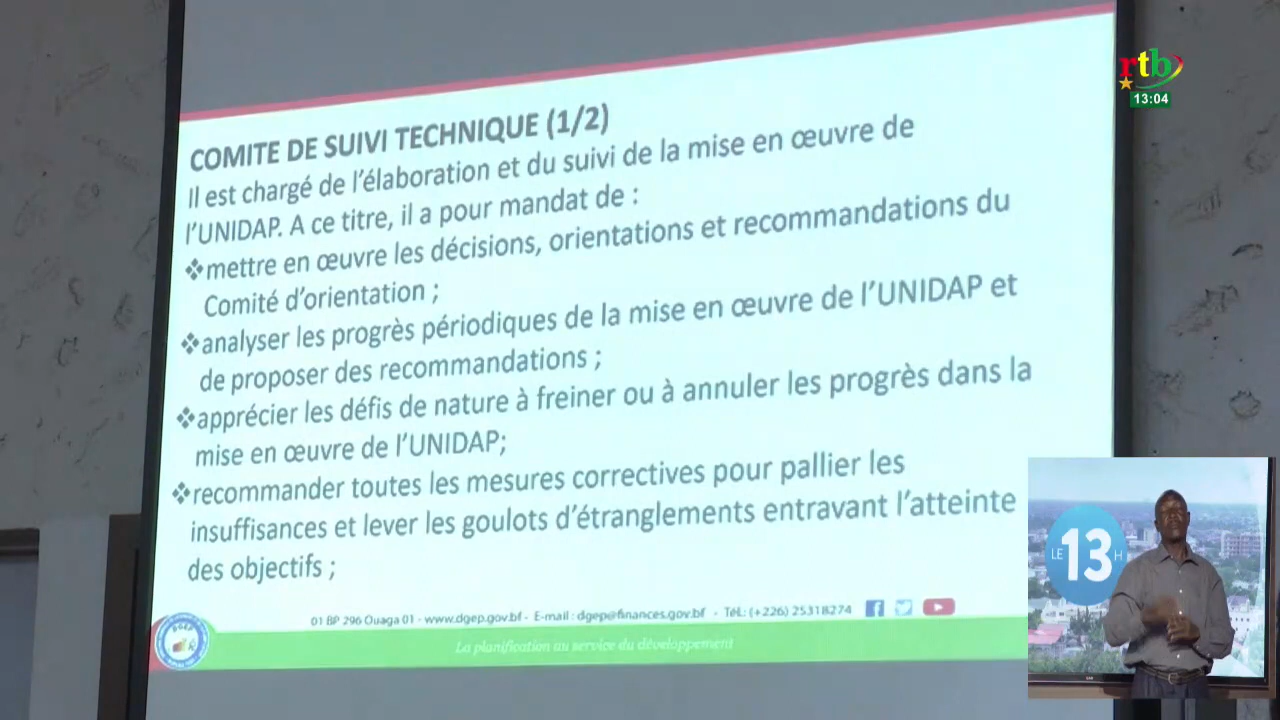 rtb
13:04
COMITE DE SUIVI TECHNIQUE (1/2)
Il est chargé de l'élaboration et du suivi de la mise en œuvre de
l'UNIDAP. A ce titre, il a pour mandat de :
❖mettre en œuvre les décisions, orientations et recommandations du
Comité d'orientation ;
❖analyser les progrès périodiques de la mise en œuvre de l'UNIDAP et
de proposer des recommandations ;
❖apprécier les défis de nature à freiner ou à annuler les progrès dans la
mise en œuvre de l'UNIDAP;
❖recommander toutes les mesures correctives pour pallier les
insuffisances et lever les goulots d'étranglements entravant l'atteinte
des objectifs ;
01 BP 296 Ouaga 01 - www.dgep.gov.bf - E-mail : dgep@finances.gov.bf - Tél.: (+226) 25318274
La planification au service du développement
LE 13 H